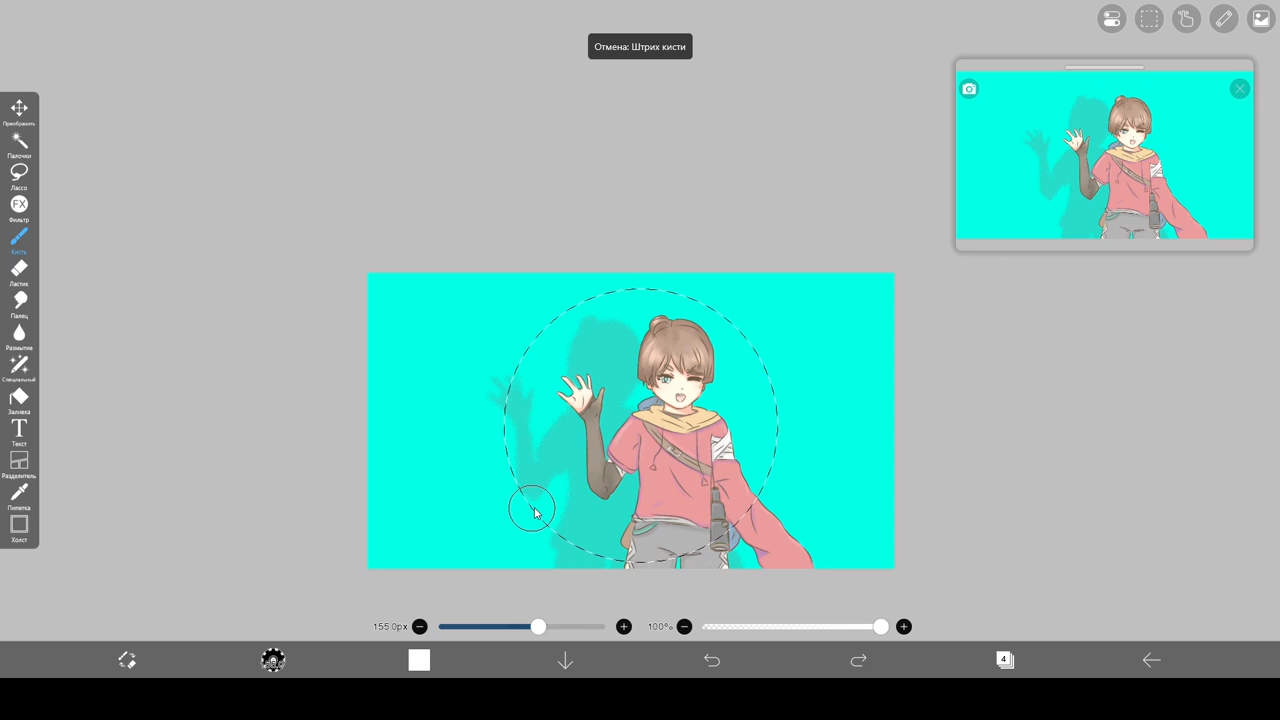 Отмена: Штрих кисти
Преобразить
Палочки
Лассо
FX
Фильтр
Кисть
Ластик
Палец
Размытие
Специальный
Заливка
T
Текст
Разделитель
Пипетка
Холст
155.0px
100%
4